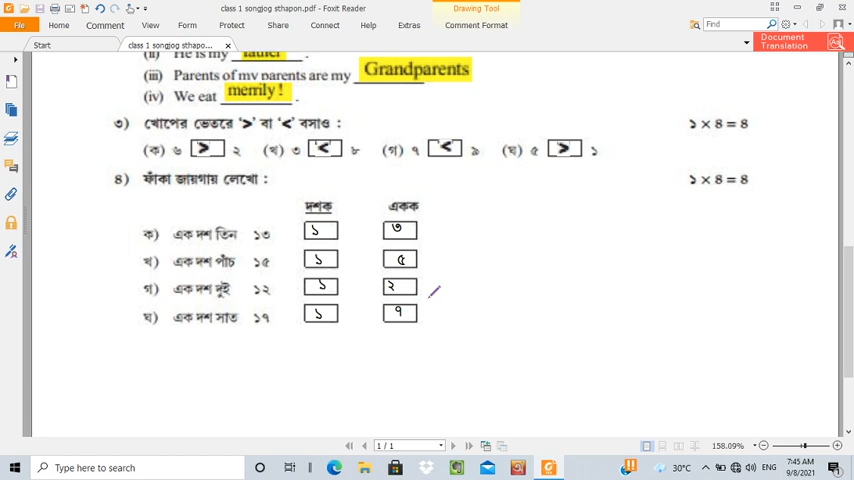 class 1 songjog sthapon.pdf - Foxit Reader
Drawing Tool
File Home Comment View Form Protect Share Connect Help Extras Comment Format Find
Start class 1 songjog sthapo... Document Translation
(ii) He is my father .
(iii) Parents of my parents are my Grandparents
(iv) We eat merrily! .
৩) খোপের ভেতরে '>' বা '<' বসাও : ১ × ৪ = ৪
(ক) ৬ > ২ (খ) ৩ < ৮ (গ) ৭ < ৯ (ঘ) ৫ > ১
৪) ফাঁকা জায়গায় লেখো : ১ × ৪ = ৪
দশক একক
ক) এক দশ তিন ১৩ ১ ৩
খ) এক দশ পাঁচ ১৫ ১ ৫
গ) এক দশ দুই ১২ ১ ২
ঘ) এক দশ সাত ১৭ ১ ৭
1 / 1 158.09%
Type here to search 30°C ENG 7:45 AM
9/8/2021